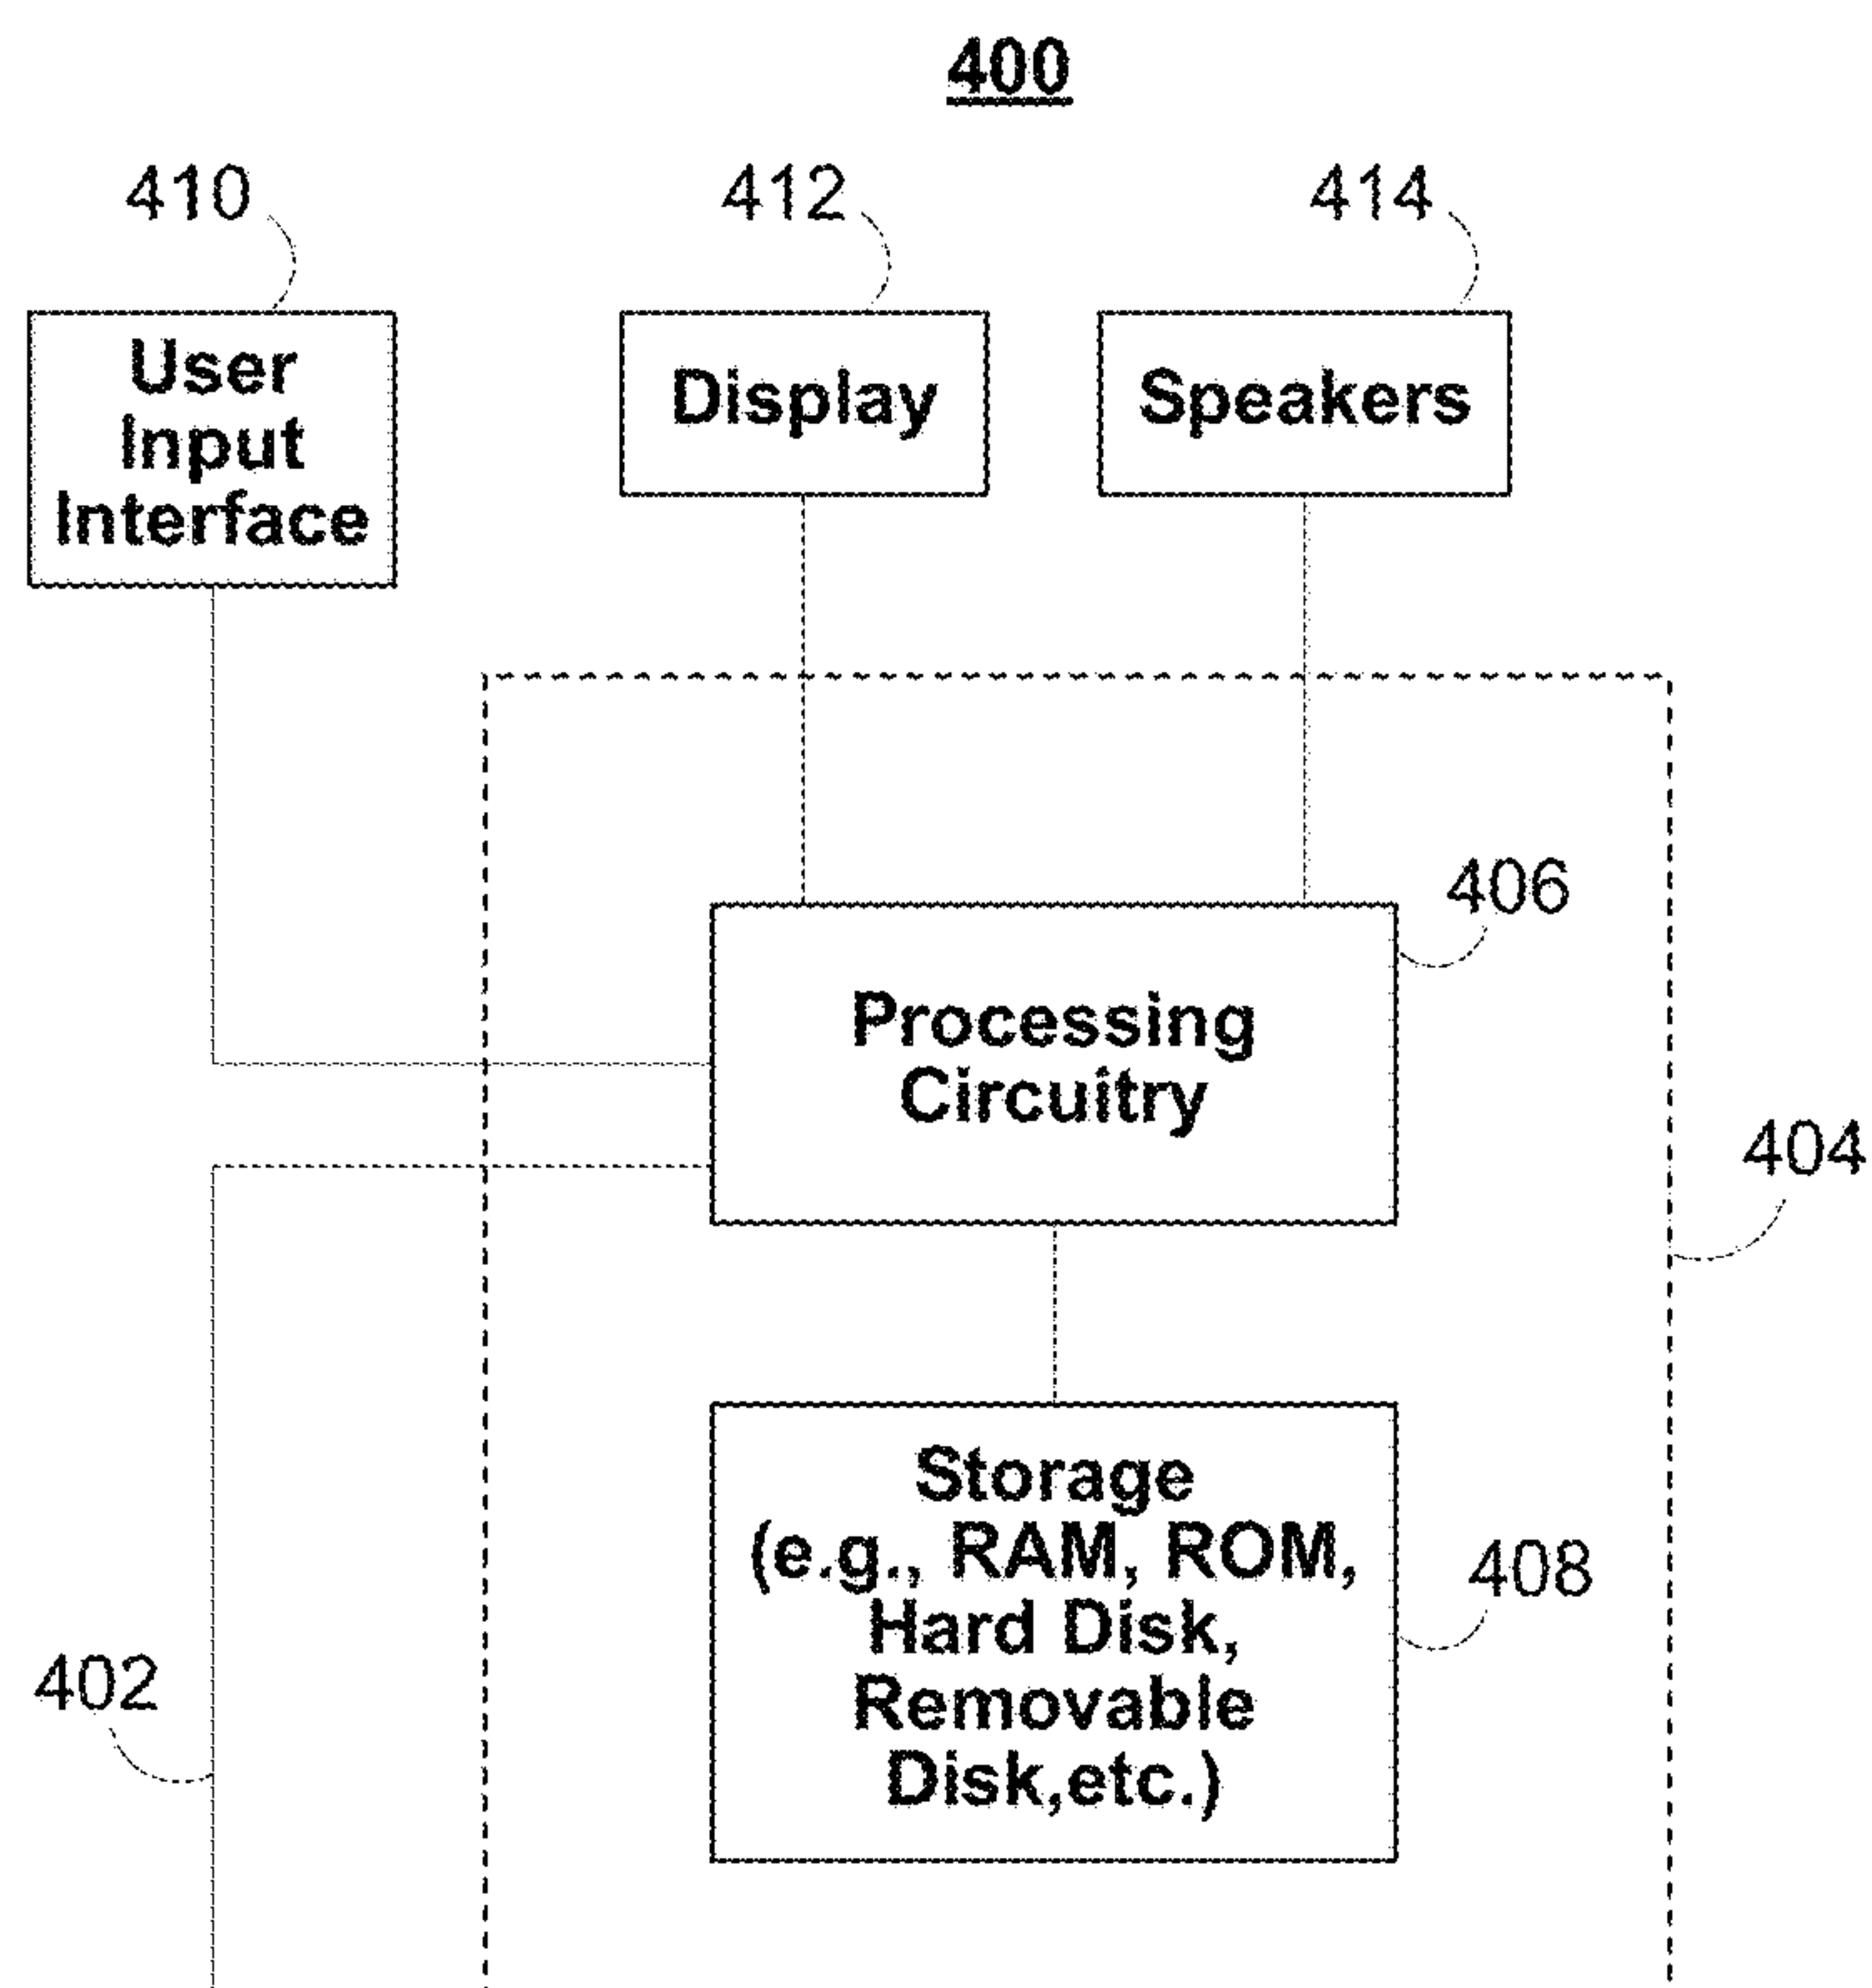 400
410
412
414
User
Input
Interface
Display
Speakers
406
Processing
Circuitry
404
Storage
(e.g., RAM, ROM,
Hard Disk,
Removable
Disk,etc.)
408
402